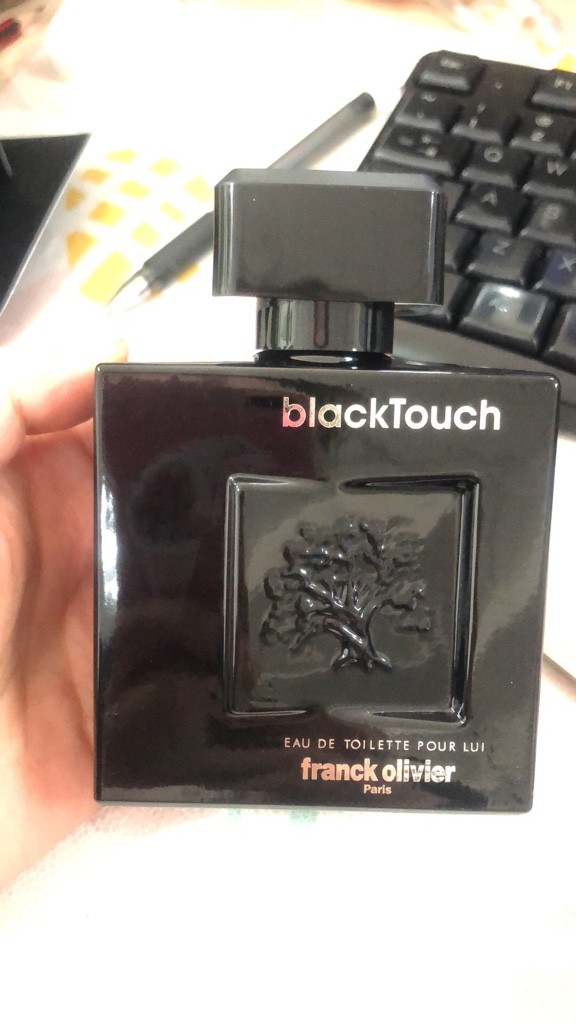 blackTouch
EAU DE TOILETTE POUR LUI
franck olivier
Paris
Q W
A S
Z X